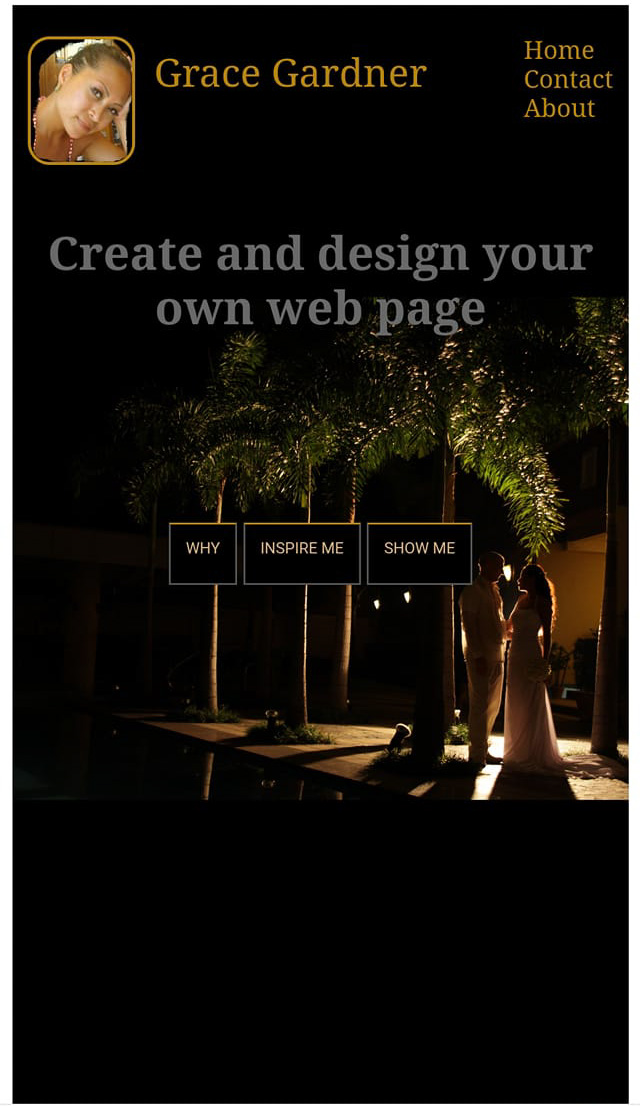 Grace Gardner
Home
Contact
About
Create and design your
own web page
WHY
INSPIRE ME
SHOW ME